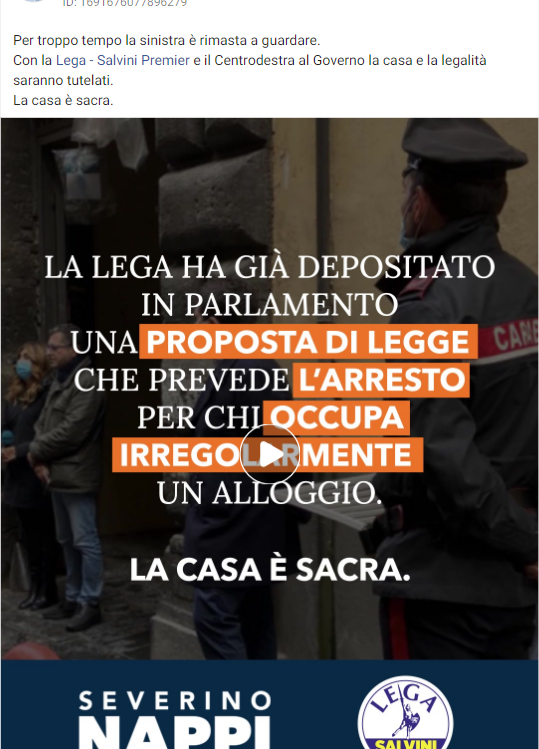 ID: 1691676077896279
Per troppo tempo la sinistra è rimasta a guardare.
Con la Lega - Salvini Premier e il Centrodestra al Governo la casa e la legalità
saranno tutelati.
La casa è sacra.
LA LEGA HA GIÀ DEPOSITATO
IN PARLAMENTO
UNA PROPOSTA DI LEGGE
CHE PREVEDE L'ARRESTO
PER CHI OCCUPA
IRREGOLARMENTE
UN ALLOGGIO.
LA CASA È SACRA.
CAR
SEVERINO
NAPPI
LEGA
SALVINI